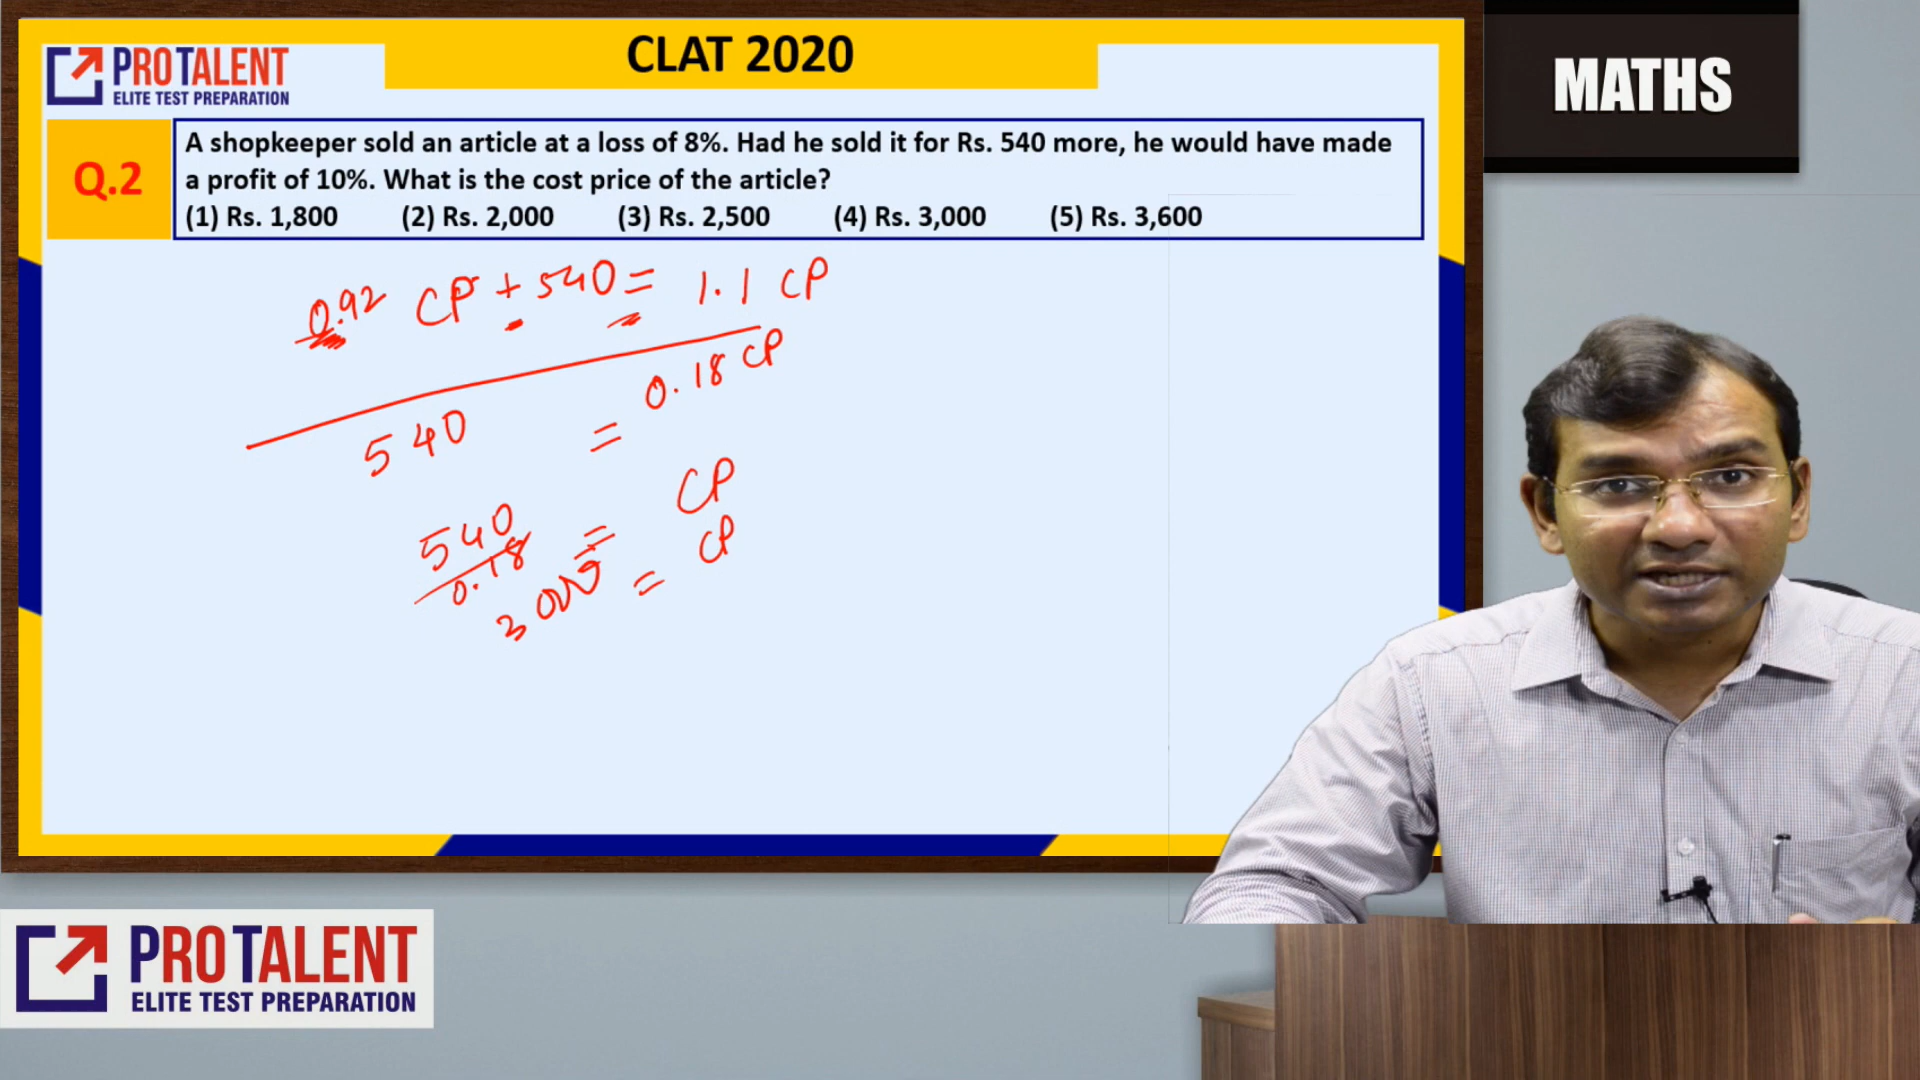 PROTALENT
ELITE TEST PREPARATION
CLAT 2020
MATHS
Q.2
A shopkeeper sold an article at a loss of 8%. Had he sold it for Rs. 540 more, he would have made
a profit of 10%. What is the cost price of the article?
(1) Rs. 1,800 (2) Rs. 2,000 (3) Rs. 2,500 (4) Rs. 3,000 (5) Rs. 3,600
0.92 CP + 540 = 1.1 CP
540 = 0.18 CP
540/0.18 = CP
3000 = CP
PROTALENT
ELITE TEST PREPARATION